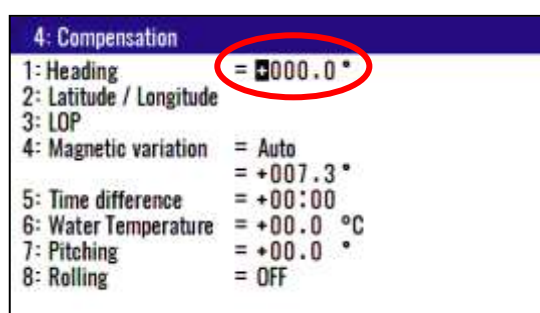 4: Compensation
1: Heading = +000.0°
2: Latitude / Longitude
3: LOP
4: Magnetic variation = Auto
= +007.3°
5: Time difference = +00:00
6: Water Temperature = +00.0 °C
7: Pitching = +00.0 °
8: Rolling = OFF